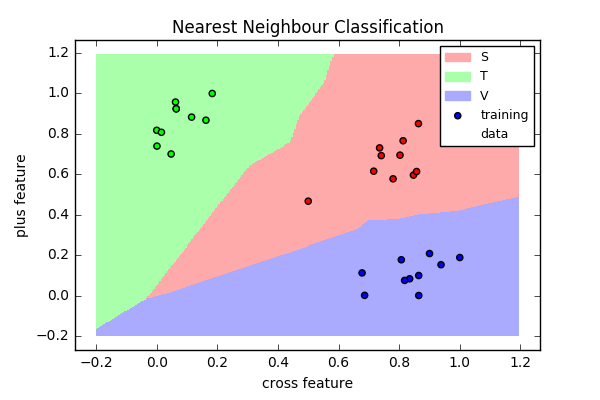 Nearest Neighbour Classification
plus feature
1.2
1.0
0.8
0.6
0.4
0.2
0.0
−0.2
S
T
V
training
data
−0.2 0.0 0.2 0.4 0.6 0.8 1.0 1.2
cross feature